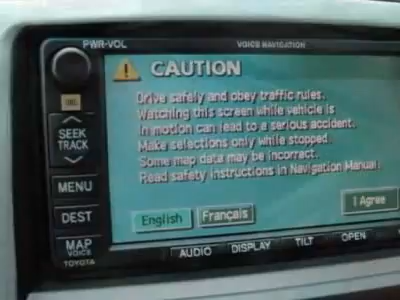 PWR-VOL
VOICE NAVIGATION
CAUTION
Drive safely and obey traffic rules.
Watching this screen while vehicle is
in motion can lead to a serious accident.
Make selections only while stopped.
Some map data may be incorrect.
Read safety instructions in Navigation Manual.
SEEK
TRACK
MENU
DEST
MAP
VOICE
TOYOTA
English
Français
I Agree
AUDIO
DISPLAY
TILT
OPEN